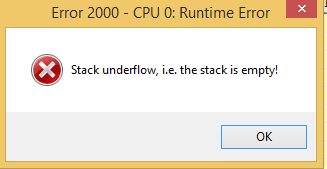 Error 2000 - CPU 0: Runtime Error
Stack underflow, i.e. the stack is empty!
OK